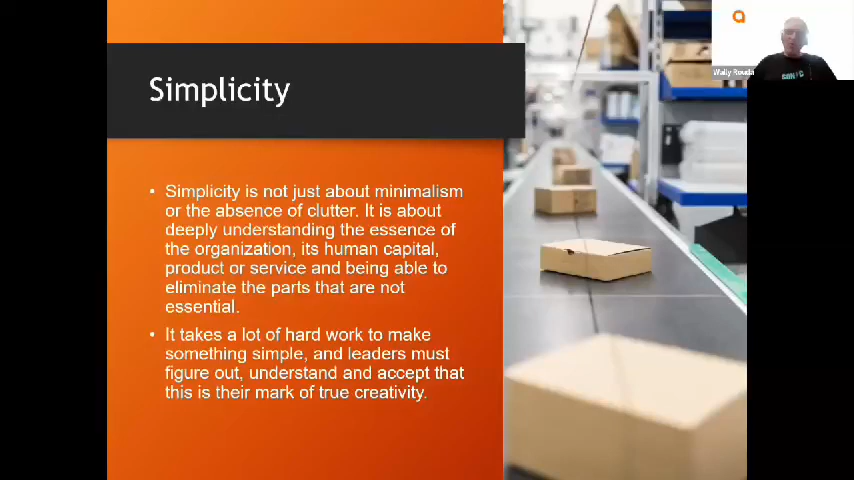 Simplicity
• Simplicity is not just about minimalism
or the absence of clutter. It is about
deeply understanding the essence of
the organization, its human capital,
product or service and being able to
eliminate the parts that are not
essential.
• It takes a lot of hard work to make
something simple, and leaders must
figure out, understand and accept that
this is their mark of true creativity.
Wally